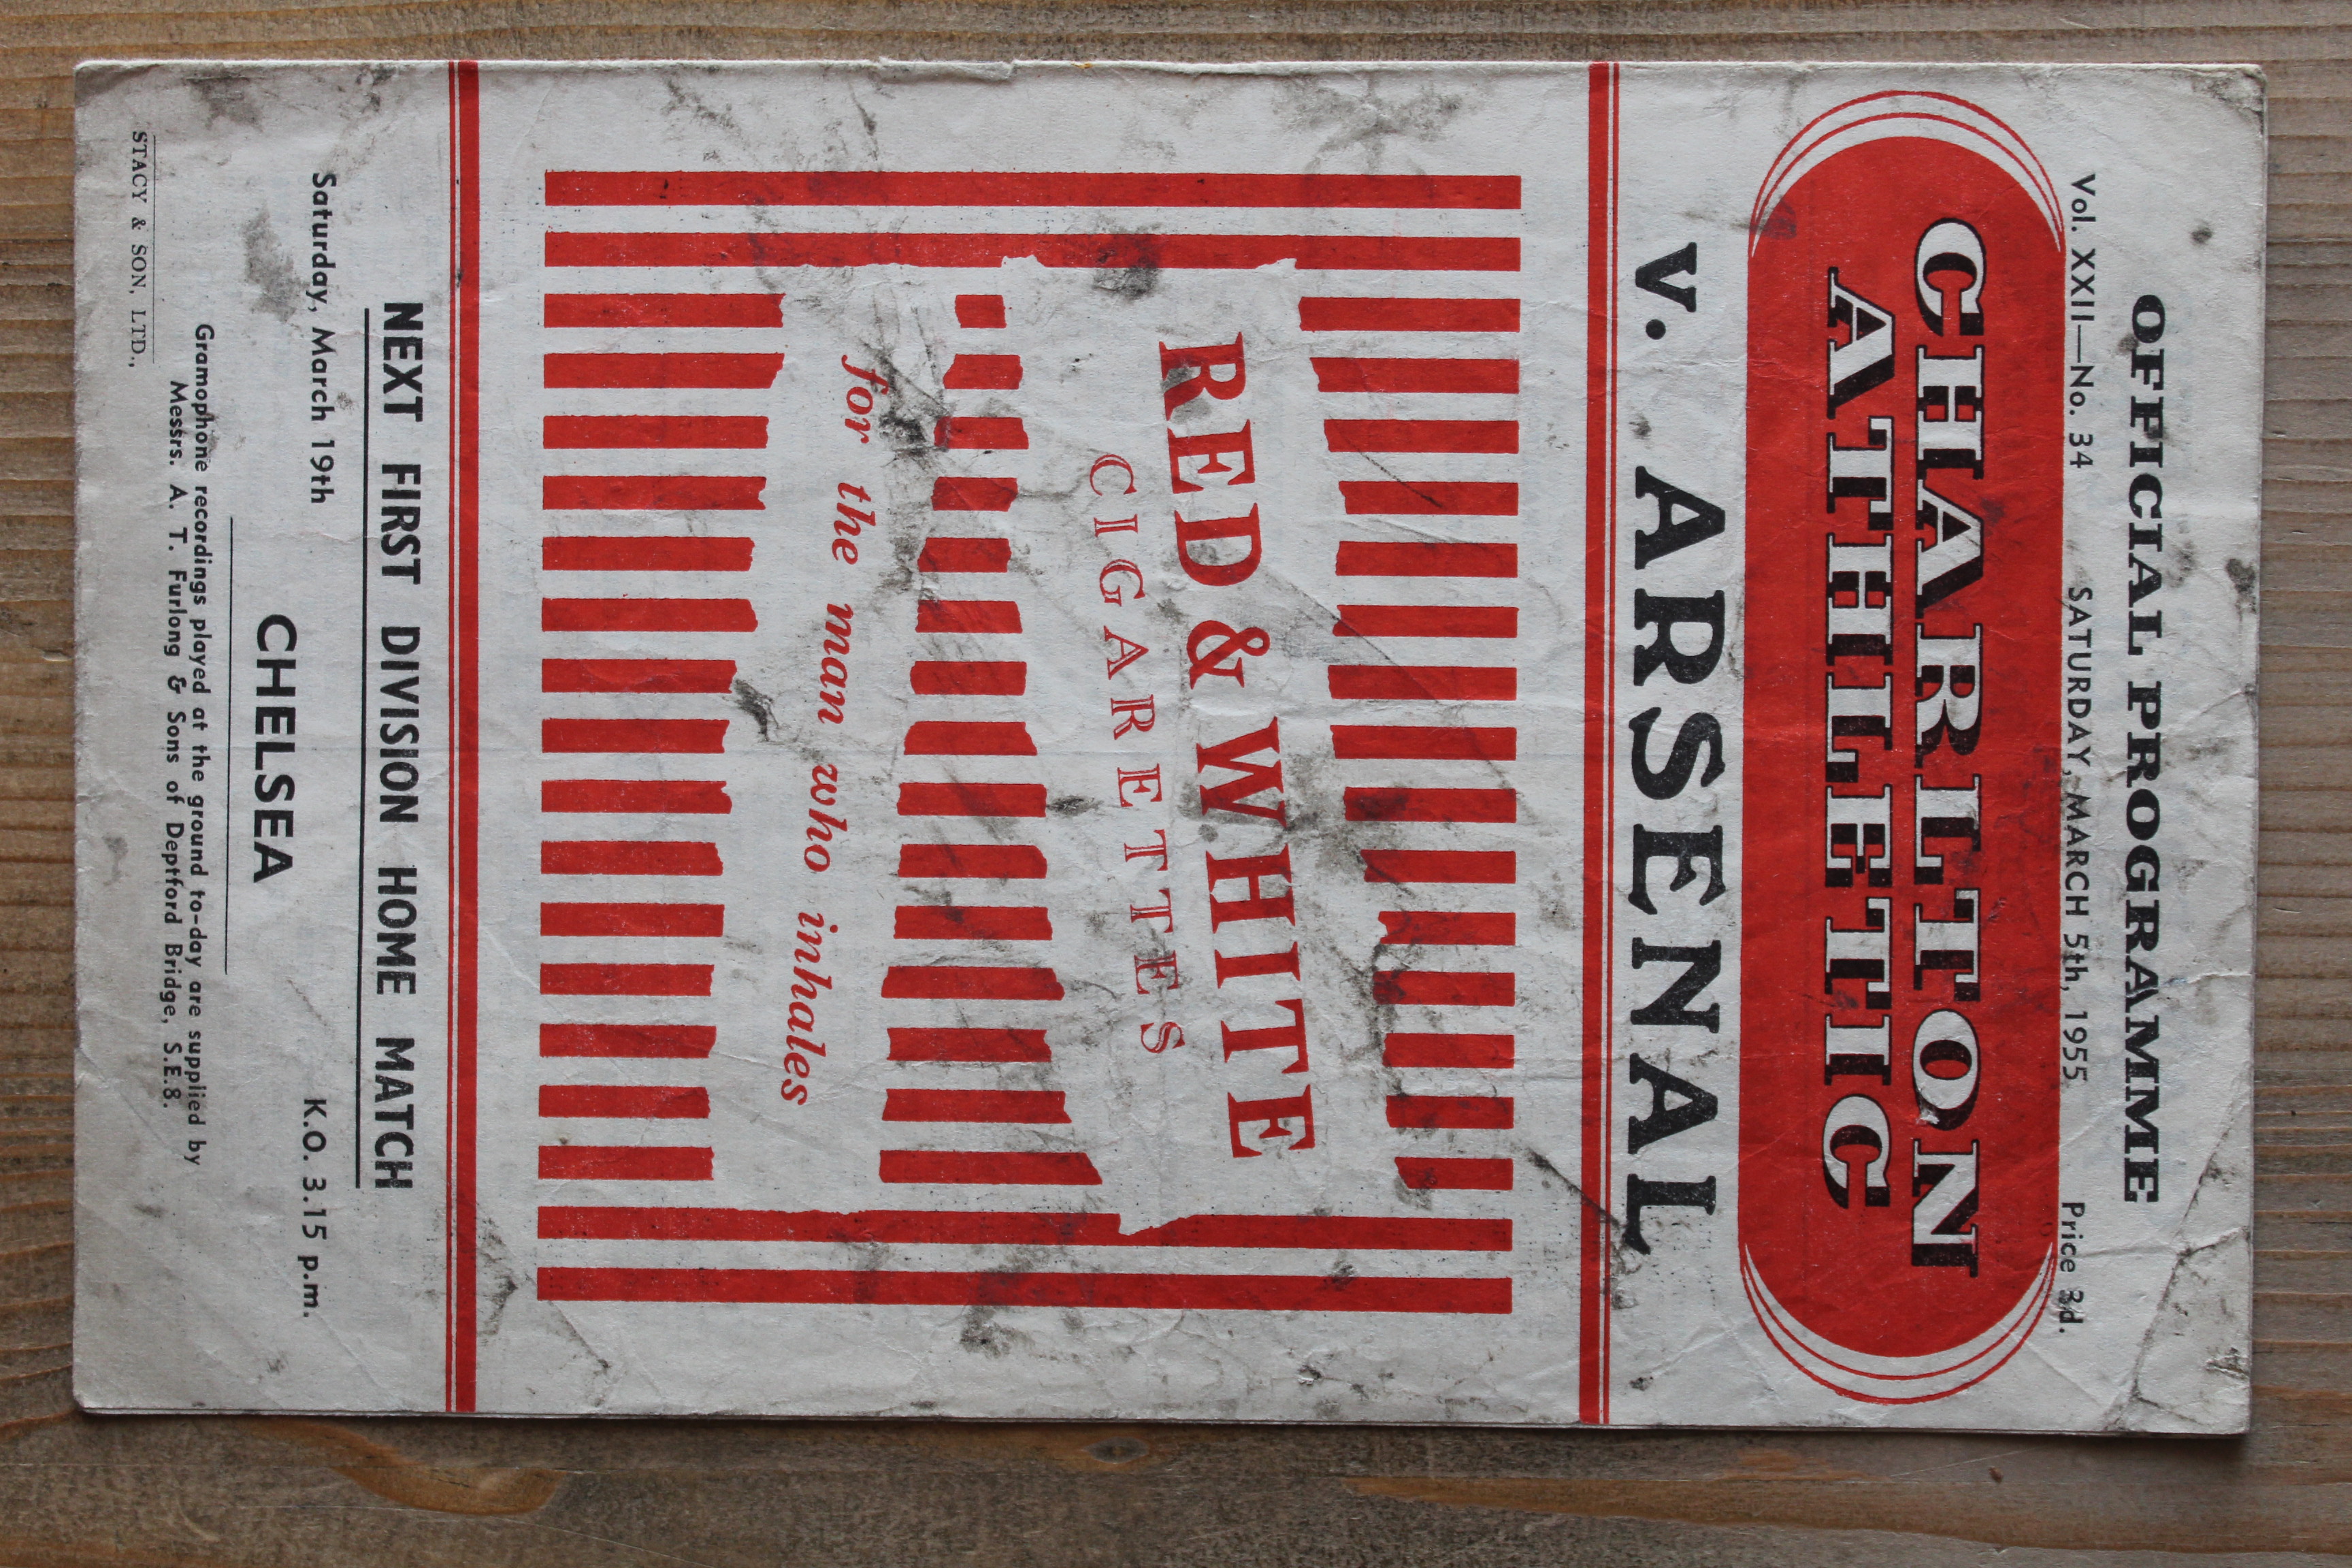 OFFICIAL PROGRAMME
Vol. XXII—No. 34 SATURDAY, MARCH 5th, 1955 Price 3d.
CHARLTON
ATHLETIC
v. ARSENAL
RED & WHITE
CIGARETTES
for the man who inhales
NEXT FIRST DIVISION HOME MATCH
Saturday, March 19th K.O. 3.15 p.m.
CHELSEA
Gramophone recordings played at the ground to-day are supplied by
Messrs. A. T. Furlong & Sons of Deptford Bridge, S.E.8.
STACY & SON, LTD.,